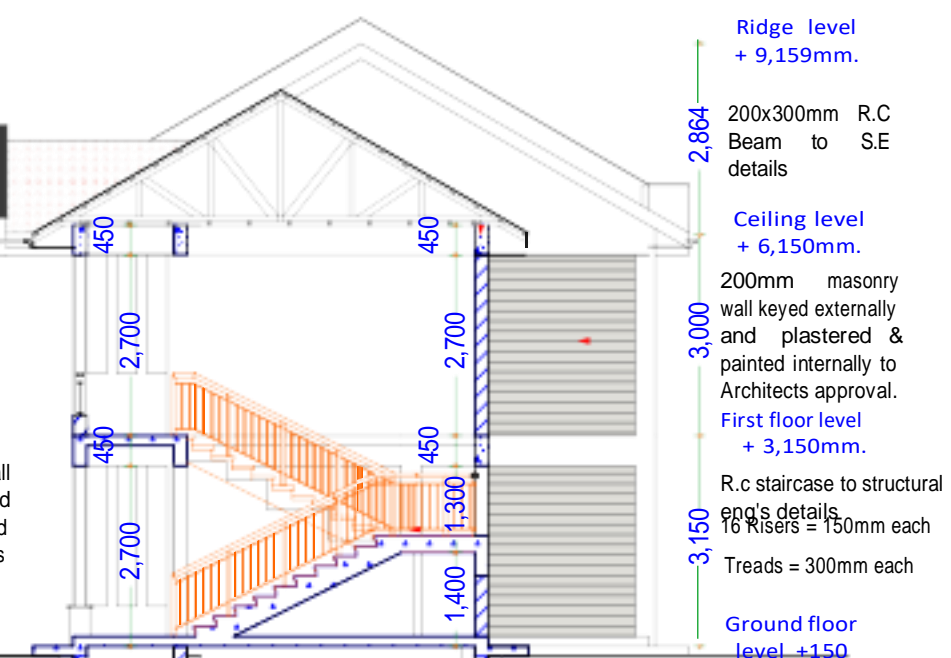 Ridge level
+ 9,159mm.
2,864
200x300mm R.C
Beam to S.E
details
Ceiling level
+ 6,150mm.
450
450
200mm masonry
wall keyed externally
and plastered &
painted internally to
Architects approval.
2,700
2,700
3,000
First floor level
+ 3,150mm.
450
450
R.c staircase to structural
eng's details
16 Risers = 150mm each
Treads = 300mm each
1,300
2,700
3,150
1,400
Ground floor
level +150